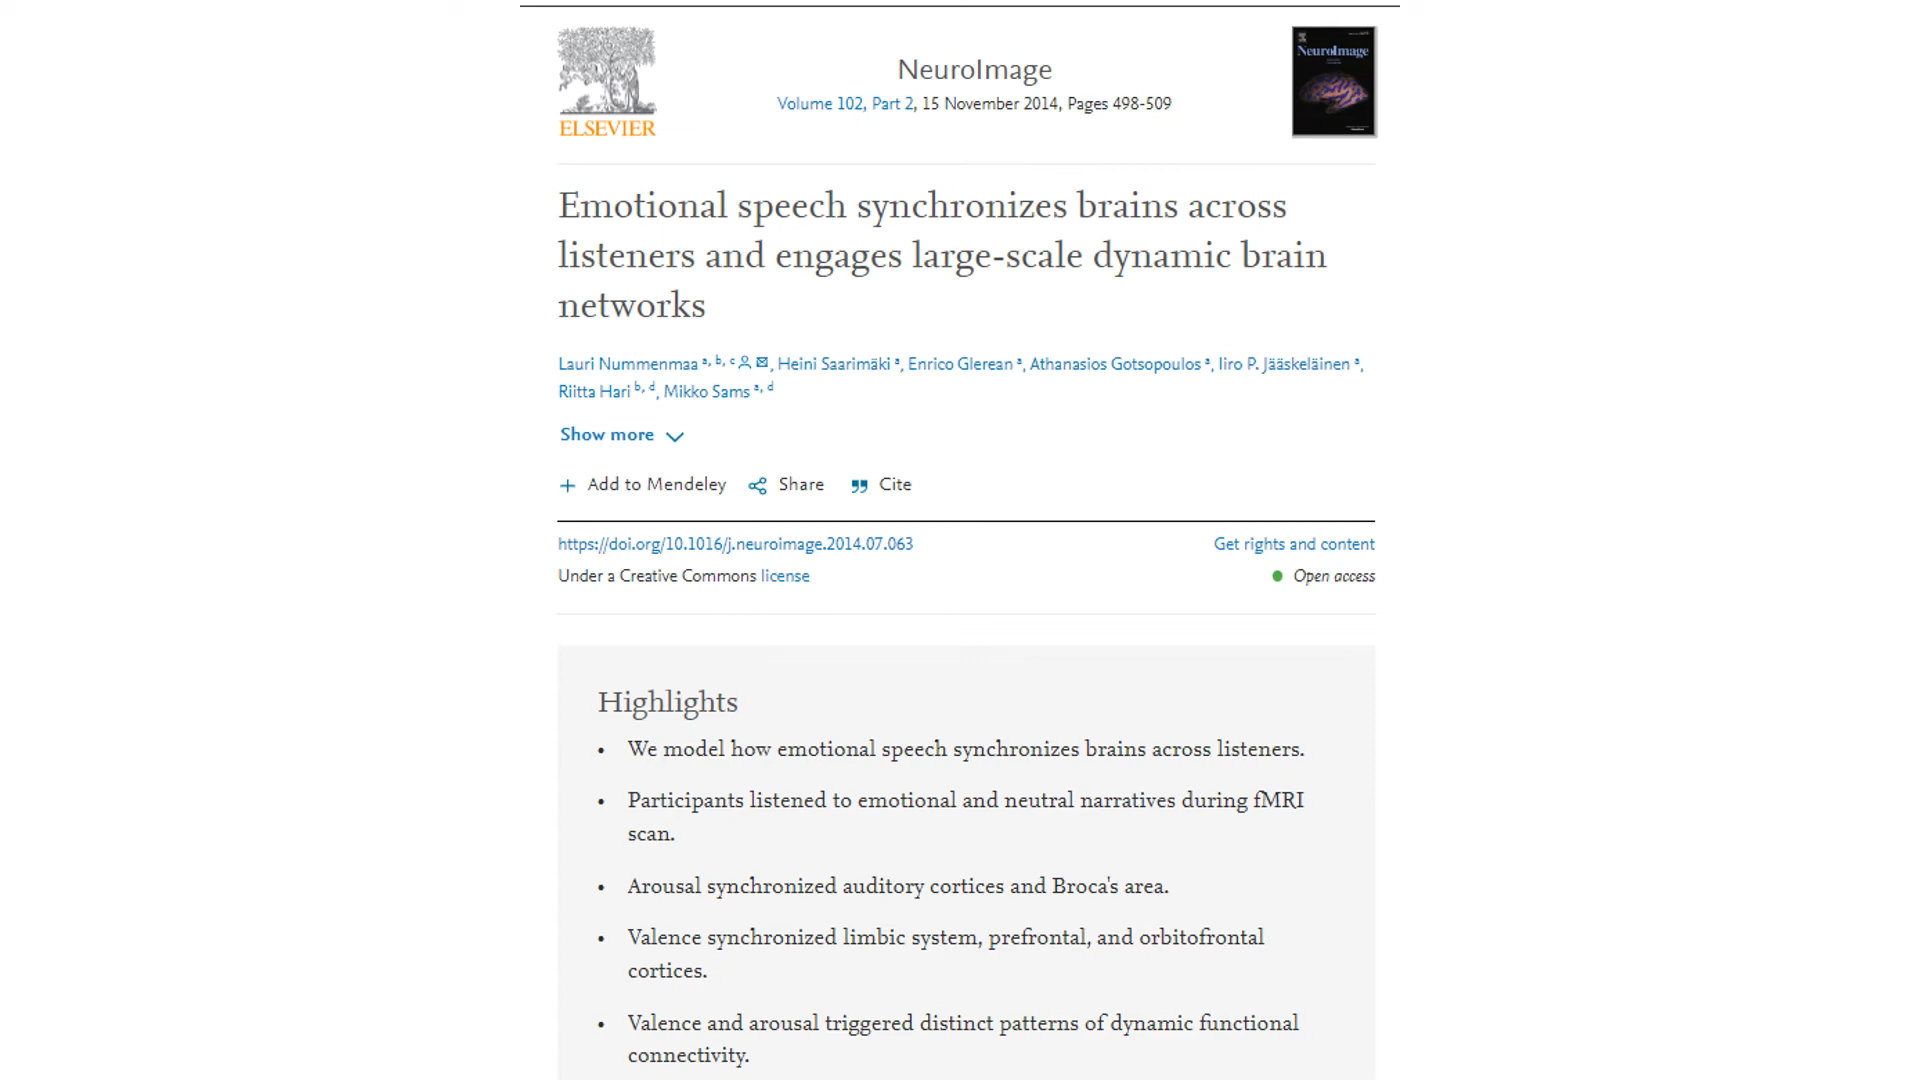 NeuroImage
Volume 102, Part 2, 15 November 2014, Pages 498-509
ELSEVIER
NeuroImage
Emotional speech synchronizes brains across
listeners and engages large-scale dynamic brain
networks
Lauri Nummenmaa a, b, c, Heini Saarimäki a, Enrico Glerean a, Athanasios Gotsopoulos a, Iiro P. Jääskeläinen a,
Riitta Hari b, d, Mikko Sams a, d
Show more
Add to Mendeley Share Cite
https://doi.org/10.1016/j.neuroimage.2014.07.063 Get rights and content
Under a Creative Commons license Open access
Highlights
• We model how emotional speech synchronizes brains across listeners.
• Participants listened to emotional and neutral narratives during fMRI
scan.
• Arousal synchronized auditory cortices and Broca's area.
• Valence synchronized limbic system, prefrontal, and orbitofrontal
cortices.
• Valence and arousal triggered distinct patterns of dynamic functional
connectivity.